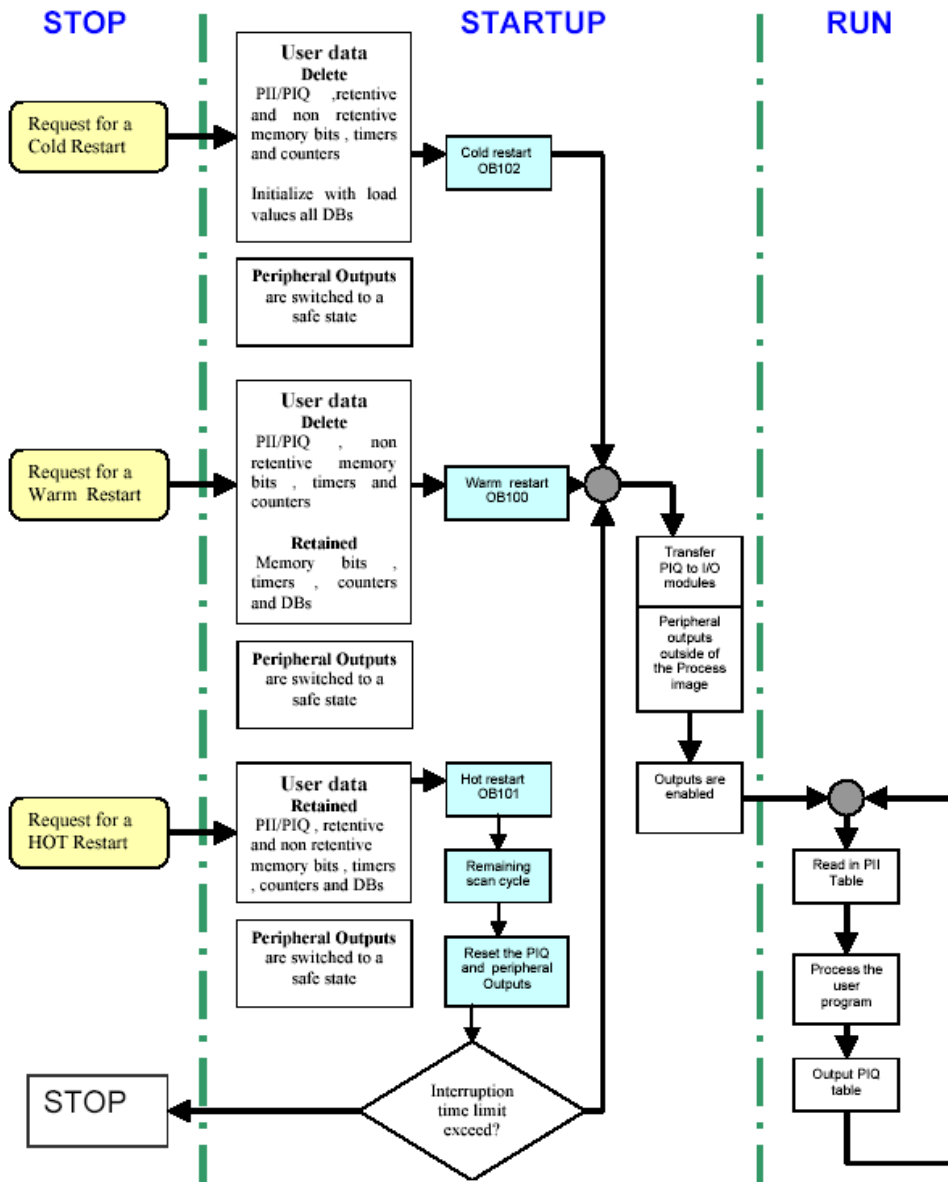 STOP
STARTUP
RUN
Request for a
Cold Restart
User data
Delete
PII/PIQ ,retentive
and non retentive
memory bits , timers
and counters
Initialize with load
values all DBs
Cold restart
OB102
Peripheral Outputs
are switched to a
safe state
Request for a
Warm Restart
User data
Delete
PII/PIQ , non
retentive memory
bits , timers and
counters
Retained
Memory bits ,
timers , counters
and DBs
Warm restart
OB100
Peripheral Outputs
are switched to a
safe state
Transfer
PIQ to I/O
modules
Peripheral
outputs
outside of
the Process
image
Outputs are
enabled
Request for a
HOT Restart
User data
Retained
PII/PIQ , retentive
and non retentive
memory bits , timers
, counters and DBs
Hot restart
OB101
Remaining
scan cycle
Reset the PIQ
and peripheral
Outputs
Peripheral Outputs
are switched to a
safe state
Interruption
time limit
exceed?
STOP
Read in PII
Table
Process the
user
program
Output PIQ
table